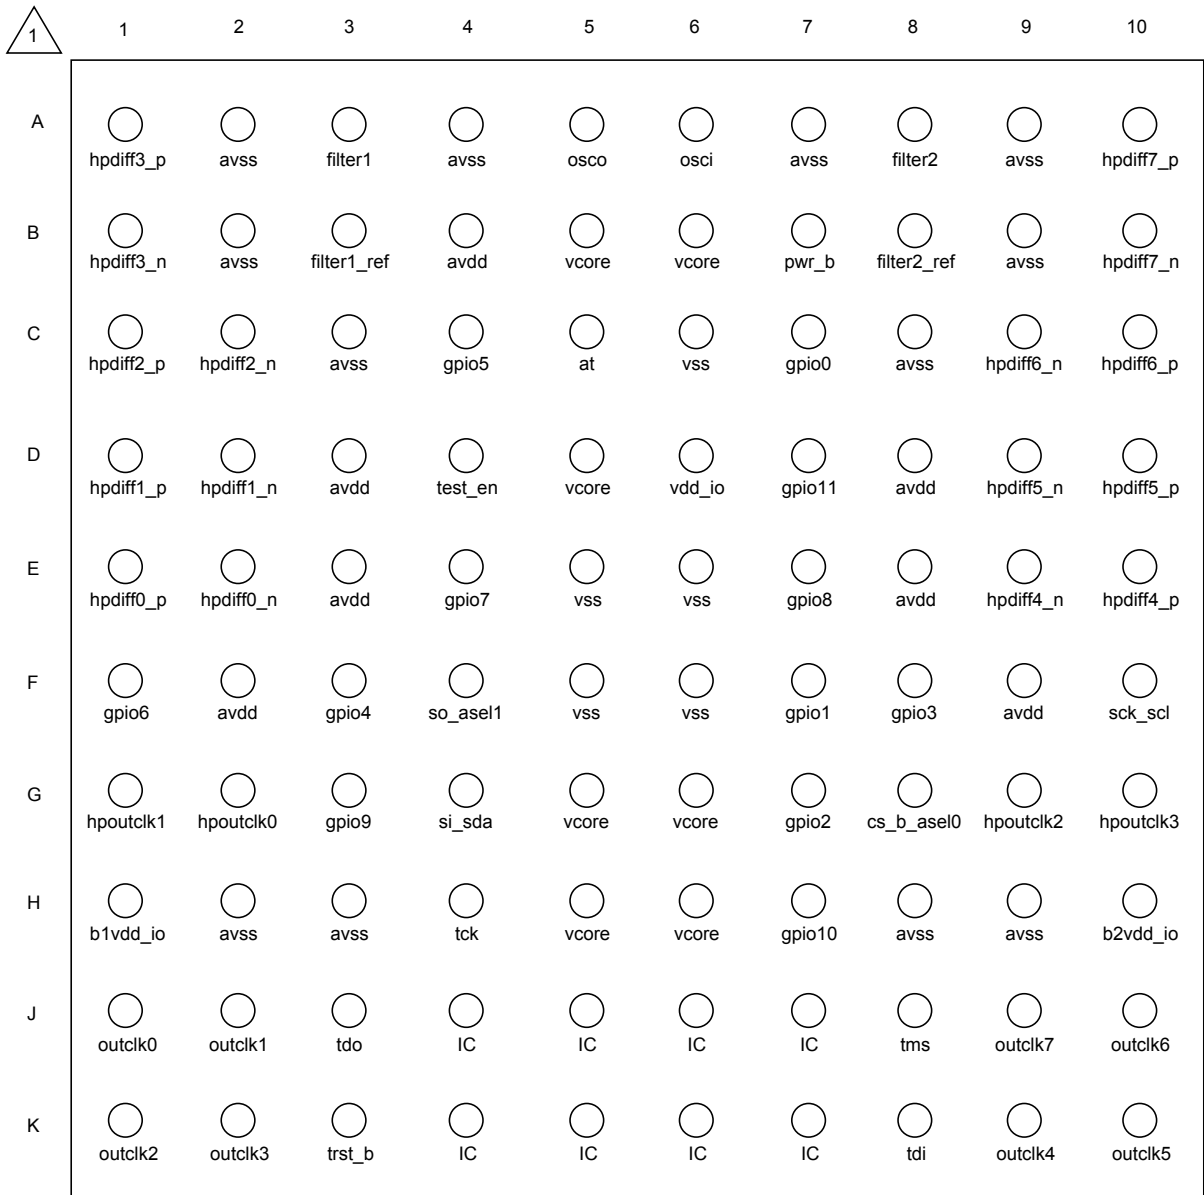 1 1 2 3 4 5 6 7 8 9 10
A
hpdiff3_p avss filter1 avss osco osci avss filter2 avss hpdiff7_p
B
hpdiff3_n avss filter1_ref avdd vcore vcore pwr_b filter2_ref avss hpdiff7_n
C
hpdiff2_p hpdiff2_n avss gpio5 at vss gpio0 avss hpdiff6_n hpdiff6_p
D
hpdiff1_p hpdiff1_n avdd test_en vcore vdd_io gpio11 avdd hpdiff5_n hpdiff5_p
E
hpdiff0_p hpdiff0_n avdd gpio7 vss vss gpio8 avdd hpdiff4_n hpdiff4_p
F
gpio6 avdd gpio4 so_asel1 vss vss gpio1 gpio3 avdd sck_scl
G
hpoutclk1 hpoutclk0 gpio9 si_sda vcore vcore gpio2 cs_b_asel0 hpoutclk2 hpoutclk3
H
b1vdd_io avss avss tck vcore vcore gpio10 avss avss b2vdd_io
J
outclk0 outclk1 tdo IC IC IC IC tms outclk7 outclk6
K
outclk2 outclk3 trst_b IC IC IC IC tdi outclk4 outclk5